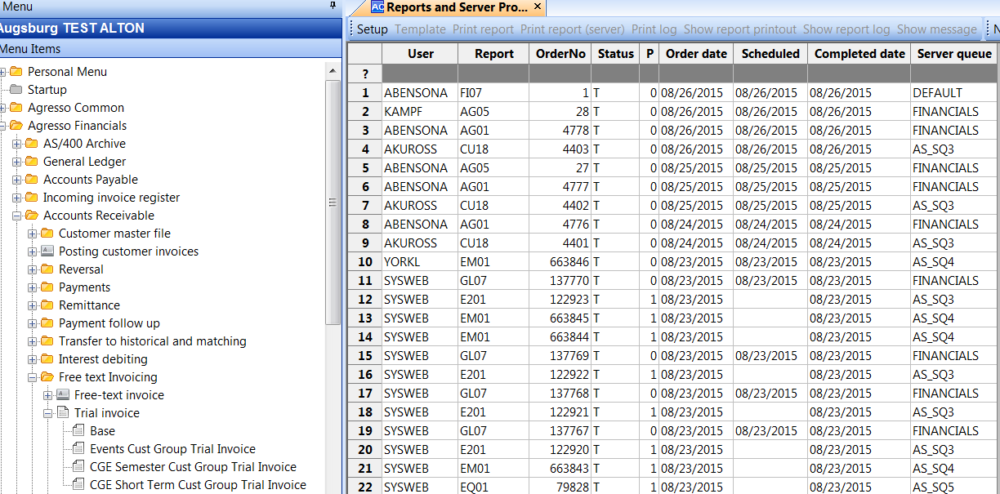 Menu
Augsburg TEST ALTON
Menu Items
Personal Menu
Startup
Agresso Common
Agresso Financials
AS/400 Archive
General Ledger
Accounts Payable
Incoming invoice register
Accounts Receivable
Customer master file
Posting customer invoices
Reversal
Payments
Remittance
Payment follow up
Transfer to historical and matching
Interest debiting
Free text Invoicing
Free-text invoice
Trial invoice
Base
Events Cust Group Trial Invoice
CGE Semester Cust Group Trial Invoice
CGE Short Term Cust Group Trial Invoice
Reports and Server Pro...
Setup Template Print report Print report (server) Print log Show report printout Show report log Show message N
User Report OrderNo Status P Order date Scheduled Completed date Server queue
?
1 ABENSONA FI07 1 T 0 08/26/2015 08/26/2015 08/26/2015 DEFAULT
2 KAMPF AG05 28 T 0 08/26/2015 08/26/2015 08/26/2015 FINANCIALS
3 ABENSONA AG01 4778 T 0 08/26/2015 08/26/2015 08/26/2015 FINANCIALS
4 AKUROSS CU18 4403 T 0 08/26/2015 08/26/2015 08/26/2015 AS_SQ3
5 ABENSONA AG05 27 T 0 08/25/2015 08/25/2015 08/25/2015 FINANCIALS
6 ABENSONA AG01 4777 T 0 08/25/2015 08/25/2015 08/25/2015 FINANCIALS
7 AKUROSS CU18 4402 T 0 08/25/2015 08/25/2015 08/25/2015 AS_SQ3
8 ABENSONA AG01 4776 T 0 08/24/2015 08/24/2015 08/24/2015 FINANCIALS
9 AKUROSS CU18 4401 T 0 08/24/2015 08/24/2015 08/24/2015 AS_SQ3
10 YORKL EM01 663846 T 0 08/23/2015 08/23/2015 08/23/2015 AS_SQ4
11 SYSWEB GL07 137770 T 0 08/23/2015 08/23/2015 08/23/2015 FINANCIALS
12 SYSWEB E201 122923 T 1 08/23/2015 08/23/2015 AS_SQ3
13 SYSWEB EM01 663845 T 1 08/23/2015 08/23/2015 AS_SQ4
14 SYSWEB EM01 663844 T 1 08/23/2015 08/23/2015 AS_SQ4
15 SYSWEB GL07 137769 T 0 08/23/2015 08/23/2015 08/23/2015 FINANCIALS
16 SYSWEB E201 122922 T 1 08/23/2015 08/23/2015 AS_SQ3
17 SYSWEB GL07 137768 T 0 08/23/2015 08/23/2015 08/23/2015 FINANCIALS
18 SYSWEB E201 122921 T 1 08/23/2015 08/23/2015 AS_SQ3
19 SYSWEB GL07 137767 T 0 08/23/2015 08/23/2015 08/23/2015 FINANCIALS
20 SYSWEB E201 122920 T 1 08/23/2015 08/23/2015 AS_SQ3
21 SYSWEB EM01 663843 T 1 08/23/2015 08/23/2015 AS_SQ4
22 SYSWEB EQ01 79828 T 1 08/23/2015 08/23/2015 AS_SQ5